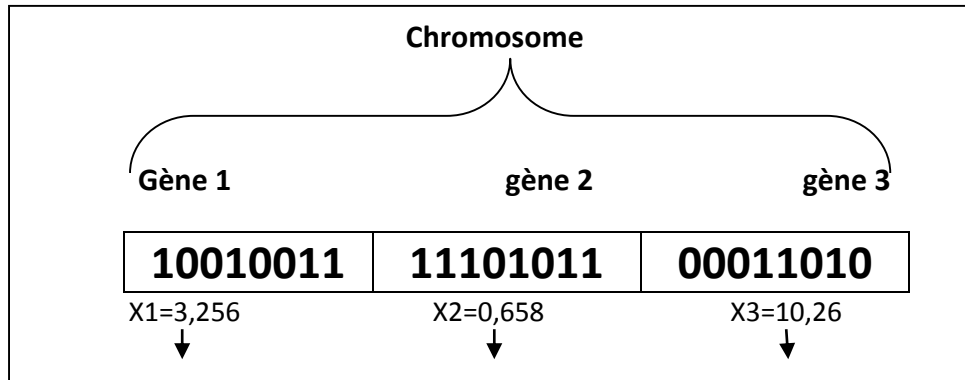 Chromosome
Gène 1 gène 2 gène 3
10010011 11101011 00011010
X1=3,256 X2=0,658 X3=10,26